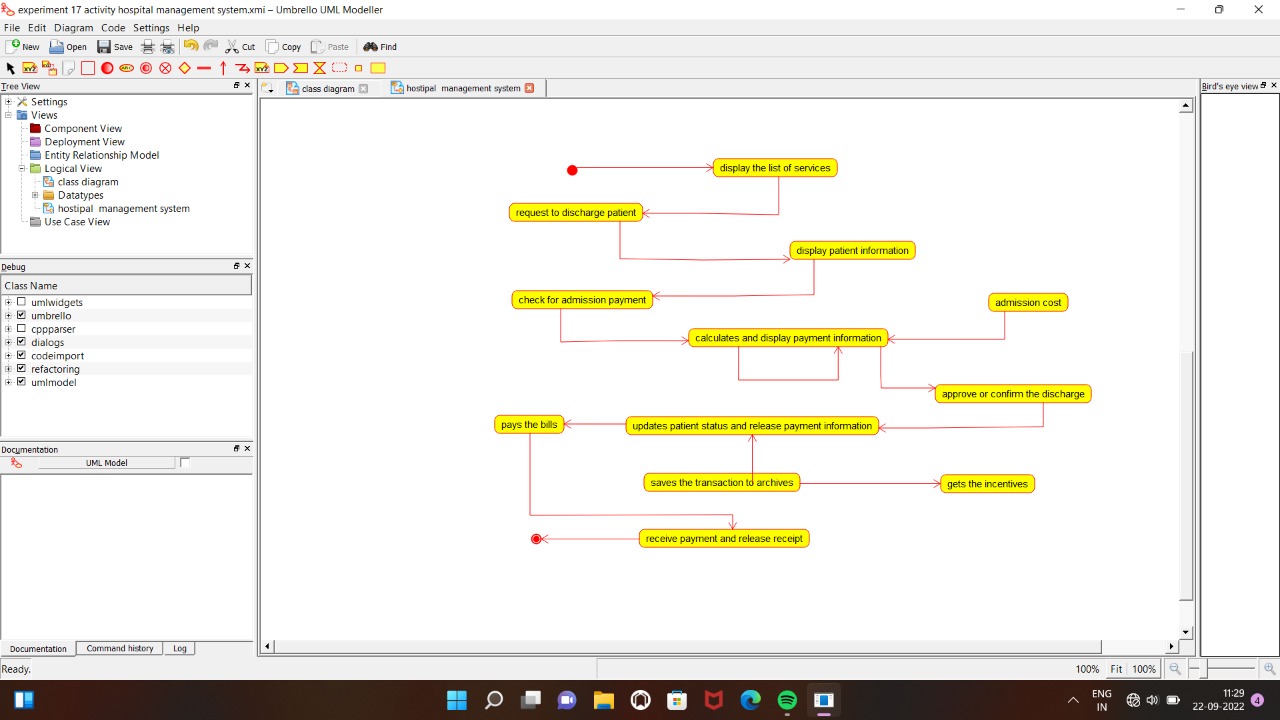 experiment 17 activity hospital management system.xmi – Umbrello UML Modeller
File Edit Diagram Code Settings Help
New Open Save Cut Copy Paste Find
Tree View
Settings
Views
Component View
Deployment View
Entity Relationship Model
Logical View
class diagram
Datatypes
hostipal management system
Use Case View
Debug
Class Name
umlwidgets
umbrello
cppparser
dialogs
codeimport
refactoring
umlmodel
Documentation
UML Model
Documentation Command history Log
Ready.
class diagram hostipal management system
display the list of services
request to discharge patient
display patient information
check for admission payment
admission cost
calculates and display payment information
approve or confirm the discharge
pays the bills
updates patient status and release payment information
saves the transaction to archives
gets the incentives
receive payment and release receipt
Bird's eye view
100% Fit 100%
ENG
IN
11:29
22-09-2022
4